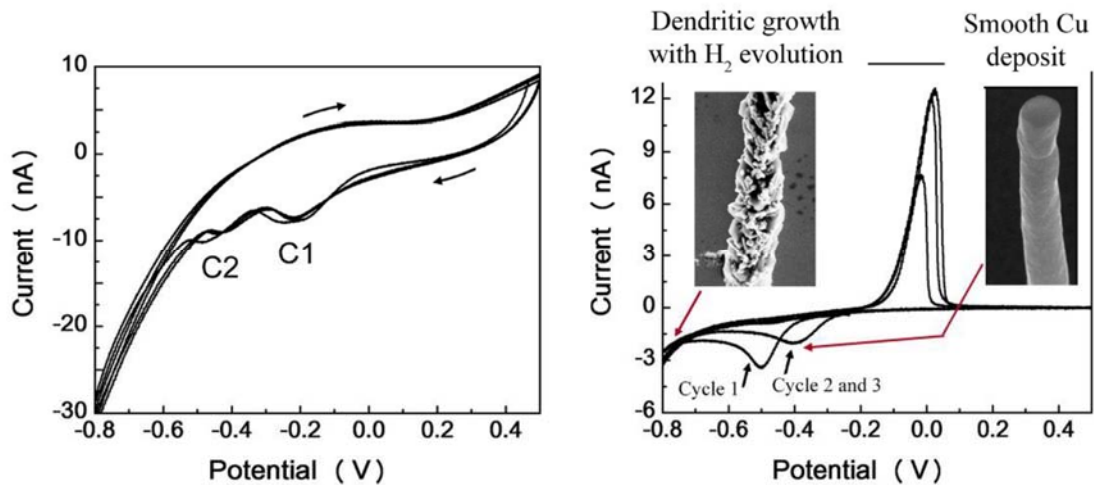 10
0
-10
-20
-30
Current (nA)
C2
C1
-0.8 -0.6 -0.4 -0.2 0.0 0.2 0.4
Potential (V)
Dendritic growth
with H₂ evolution
Smooth Cu
deposit
12
9
6
3
0
-3
-6
Current (nA)
Cycle 1
Cycle 2 and 3
-0.8 -0.6 -0.4 -0.2 0.0 0.2 0.4
Potential (V)